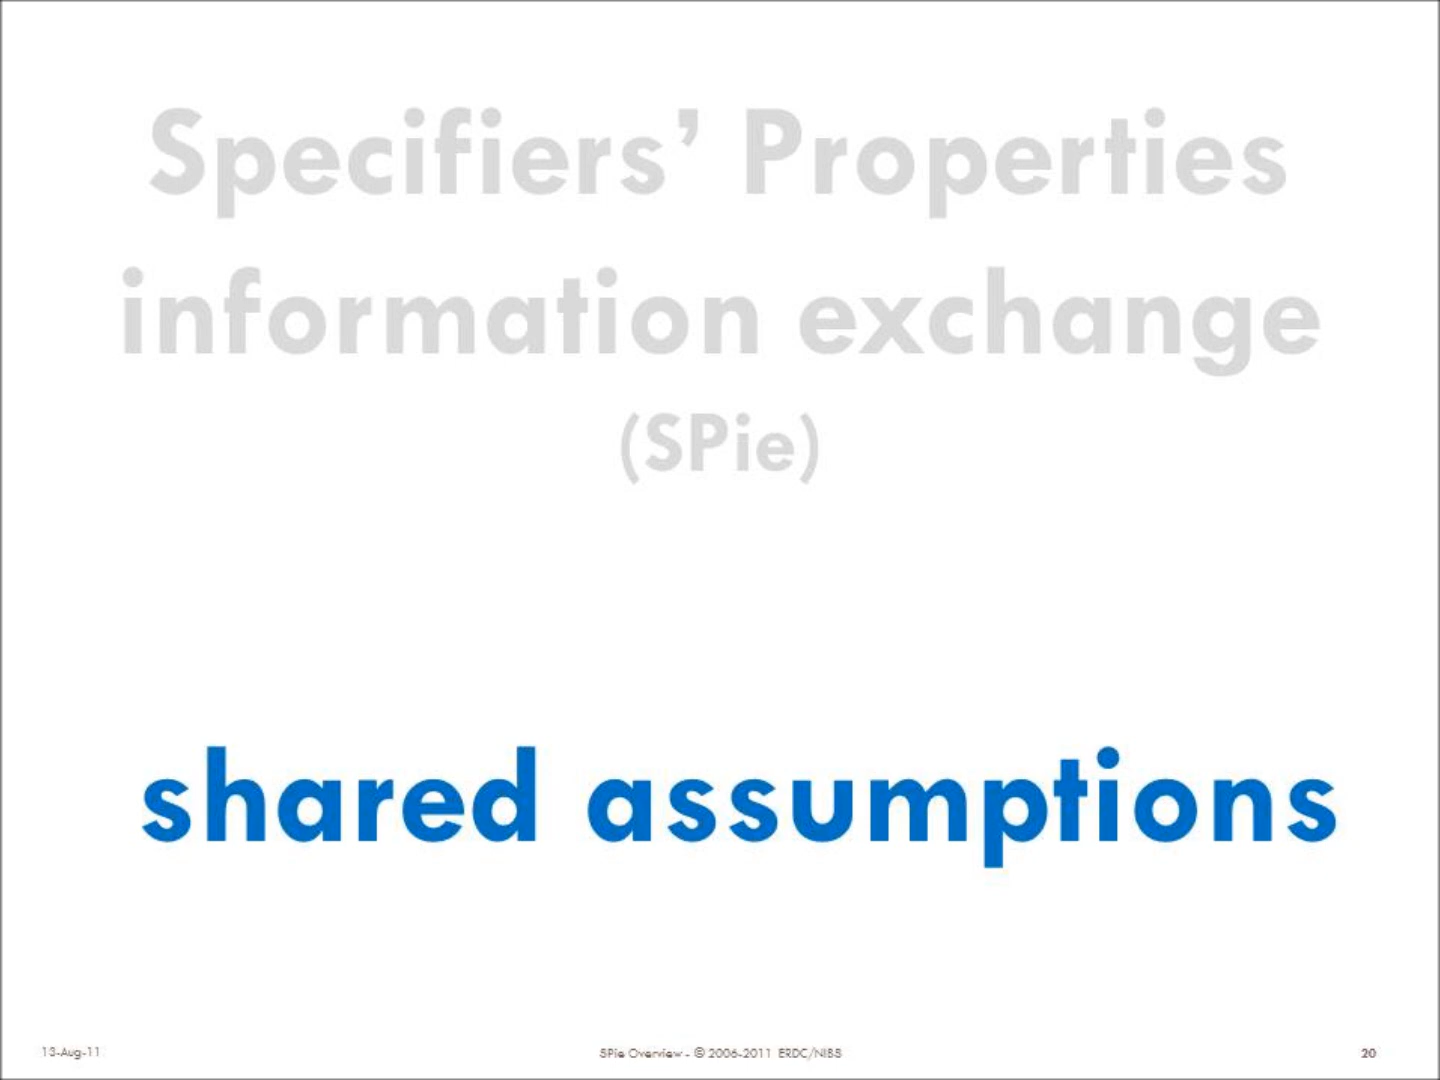 Specifiers’ Properties
information exchange
(SPie)
shared assumptions
13-Aug-11
SPie Overview - © 2006-2011 ERDC/NIBS
20